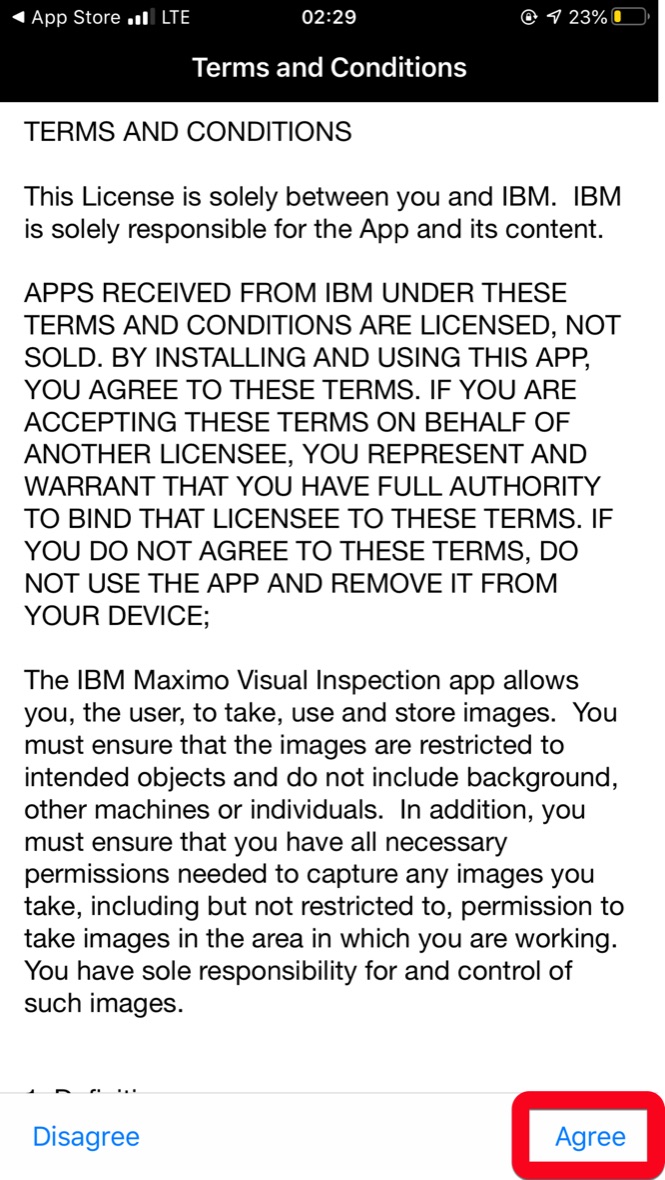 App Store LTE 02:29 23%
Terms and Conditions
TERMS AND CONDITIONS
This License is solely between you and IBM.  IBM
is solely responsible for the App and its content.
APPS RECEIVED FROM IBM UNDER THESE
TERMS AND CONDITIONS ARE LICENSED, NOT
SOLD. BY INSTALLING AND USING THIS APP,
YOU AGREE TO THESE TERMS. IF YOU ARE
ACCEPTING THESE TERMS ON BEHALF OF
ANOTHER LICENSEE, YOU REPRESENT AND
WARRANT THAT YOU HAVE FULL AUTHORITY
TO BIND THAT LICENSEE TO THESE TERMS. IF
YOU DO NOT AGREE TO THESE TERMS, DO
NOT USE THE APP AND REMOVE IT FROM
YOUR DEVICE;
The IBM Maximo Visual Inspection app allows
you, the user, to take, use and store images.  You
must ensure that the images are restricted to
intended objects and do not include background,
other machines or individuals.  In addition, you
must ensure that you have all necessary
permissions needed to capture any images you
take, including but not restricted to, permission to
take images in the area in which you are working.
You have sole responsibility for and control of
such images.
Disagree
Agree